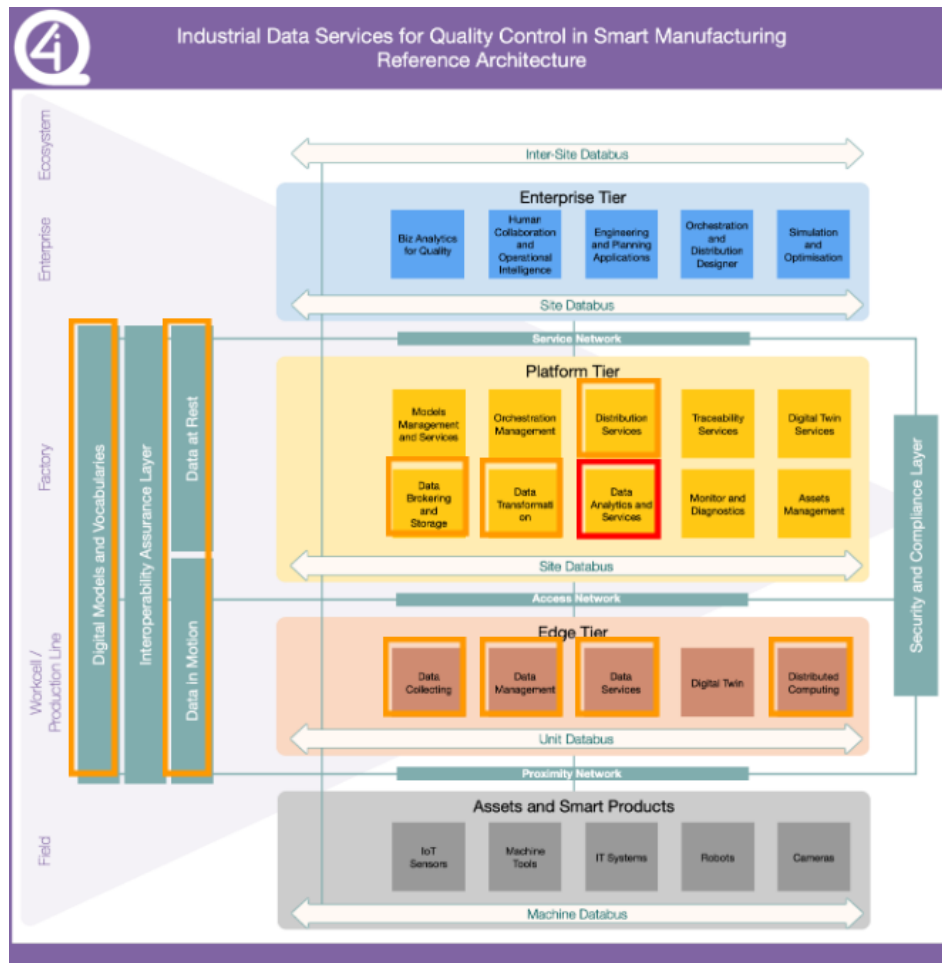 i4Q
Industrial Data Services for Quality Control in Smart Manufacturing
Reference Architecture
Ecosystem
Inter-Site Databus
Enterprise
Enterprise Tier
Biz Analytics
for Quality
Human
Collaboration
and
Operational
Intelligence
Engineering
and Planning
Applications
Orchestration
and
Distribution
Designer
Simulation
and
Optimisation
Site Databus
Service Network
Factory
Platform Tier
Models
Management
and Services
Orchestration
Management
Distribution
Services
Traceability
Services
Digital Twin
Services
Data
Brokering
and
Storage
Data
Transformati
on
Data
Analytics and
Services
Monitor and
Diagnostics
Assets
Management
Site Databus
Access Network
Digital Models and Vocabularies
Interoperability Assurance Layer
Data at Rest
Data in Motion
Security and Compliance Layer
Workcell /
Production Line
Edge Tier
Data
Collecting
Data
Management
Data
Services
Digital Twin
Distributed
Computing
Unit Databus
Proximity Network
Field
Assets and Smart Products
IoT
Sensors
Machine
Tools
IT Systems
Robots
Cameras
Machine Databus